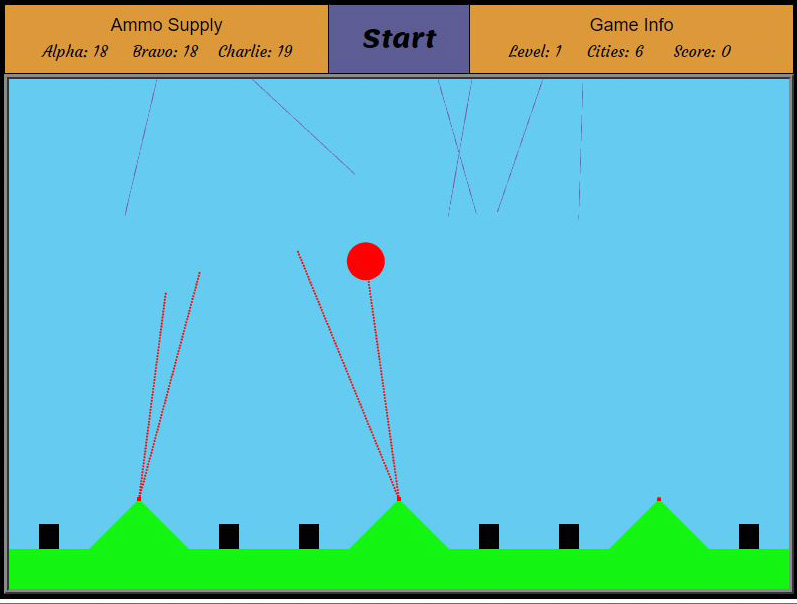 Ammo Supply
Alpha: 18 Bravo: 18 Charlie: 19
Start
Game Info
Level: 1 Cities: 6 Score: 0